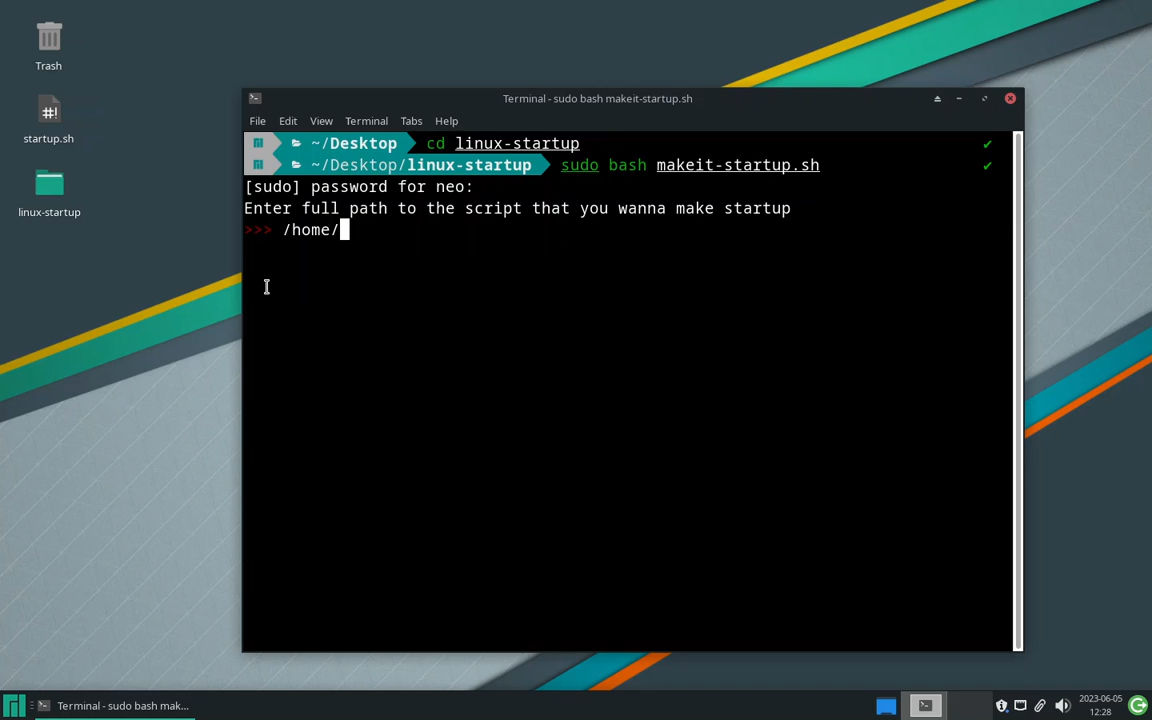 Trash
startup.sh
linux-startup
Terminal - sudo bash makeit-startup.sh
File Edit View Terminal Tabs Help
~/Desktop cd linux-startup ✔
~/Desktop/linux-startup sudo bash makeit-startup.sh ✔
[sudo] password for neo:
Enter full path to the script that you wanna make startup
>>> /home/
Terminal - sudo bash mak...
2023-06-05
12:28